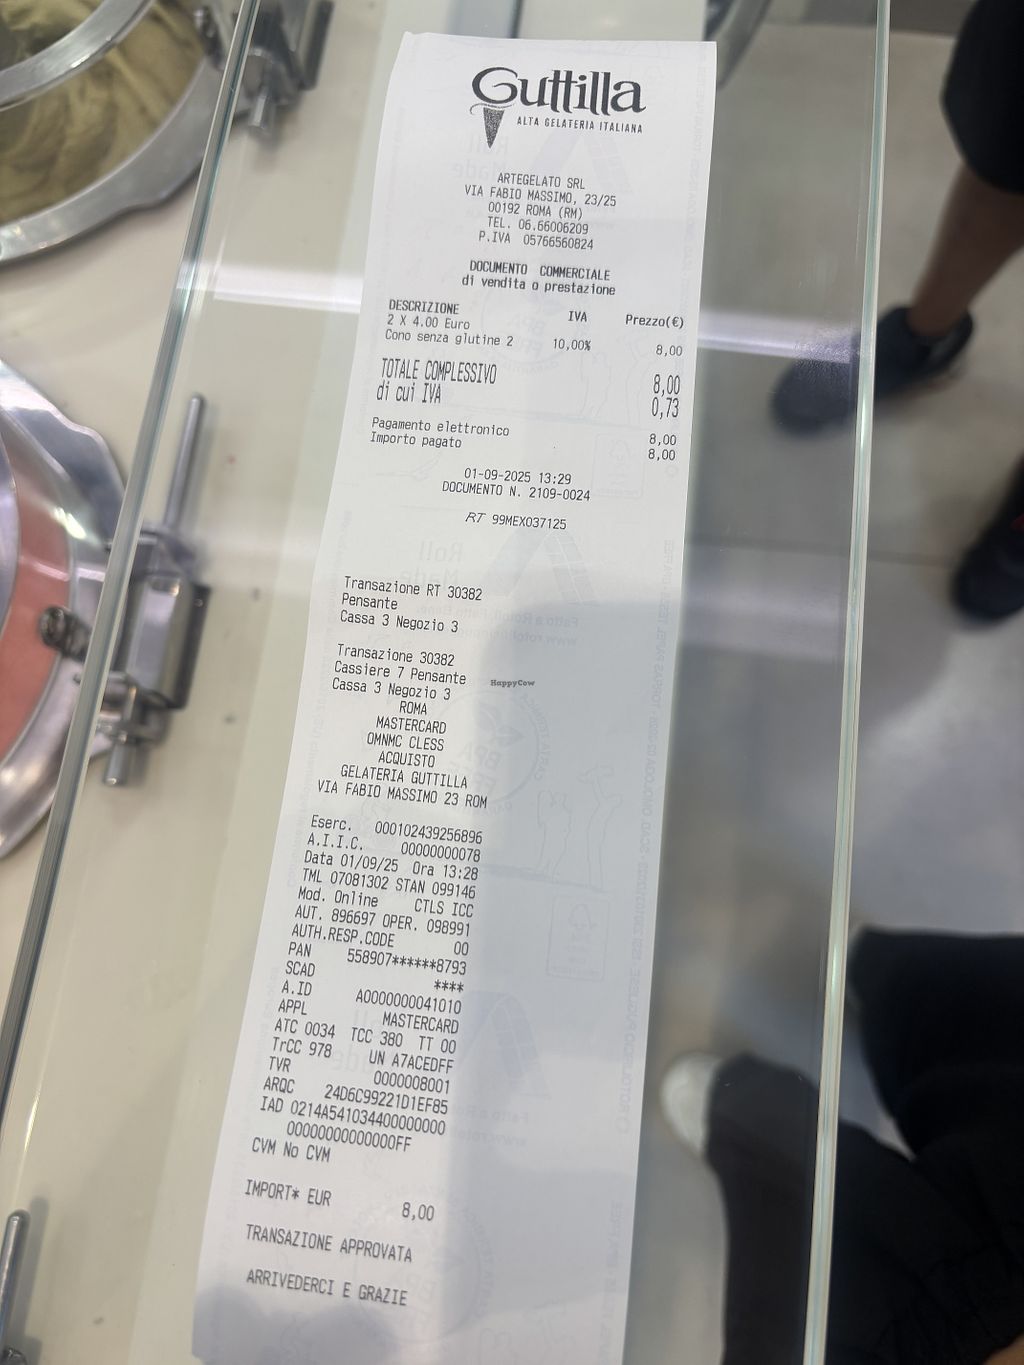 Guttilla
ALTA GELATERIA ITALIANA
ARTEGELATO SRL
VIA FABIO MASSIMO, 23/25
00192 ROMA (RM)
TEL. 06.66006209
P.IVA 05766560824
DOCUMENTO COMMERCIALE
di vendita o prestazione
DESCRIZIONE IVA Prezzo(€)
2 X 4.00 Euro
Cono senza glutine 2 10,00% 8,00
TOTALE COMPLESSIVO 8,00
di cui IVA 0,73
Pagamento elettronico 8,00
Importo pagato 8,00
01-09-2025 13:29
DOCUMENTO N. 2109-0024
RT 99MEX037125
Transazione RT 30382
Pensante
Cassa 3 Negozio 3
Transazione 30382
Cassiere 7 Pensante
Cassa 3 Negozio 3
ROMA
MASTERCARD
OMNMC CLESS
ACQUISTO
GELATERIA GUTTILLA
VIA FABIO MASSIMO 23 ROM
Eserc. 000102439256896
A.I.I.C. 00000000078
Data 01/09/25 Ora 13:28
TML 07081302 STAN 099146
Mod. Online CTLS ICC
AUT. 896697 OPER. 098991
AUTH.RESP.CODE 00
PAN 558907******8793
SCAD ****
A.ID A0000000041010
APPL MASTERCARD
ATC 0034 TCC 380 TT 00
TrCC 978 UN A7ACEDFF
TVR 0000008001
ARQC 24D6C99221D1EF85
IAD 0214A541034400000000
00000000000000FF
CVM No CVM
IMPORT* EUR 8,00
TRANSAZIONE APPROVATA
ARRIVEDERCI E GRAZIE
HappyCow